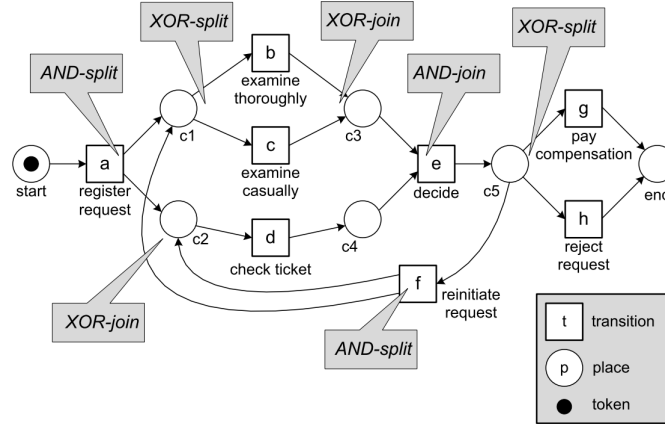 XOR-split
XOR-join
XOR-split
AND-split
AND-join
b
examine
thoroughly
g
pay
compensation
c1
c3
start
a
register
request
c
examine
casually
e
decide
c5
end
h
reject
request
c2
d
check ticket
c4
f
reinitiate
request
XOR-join
AND-split
t
transition
p
place
token